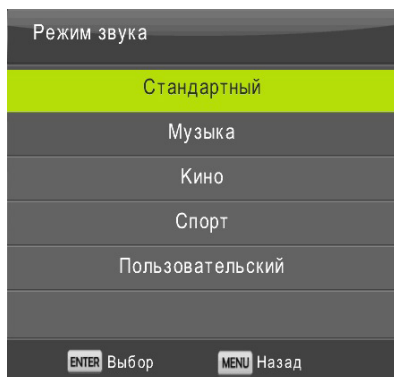 Режим звука
Стандартный
Музыка
Кино
Спорт
Пользовательский
ENTER Выбор MENU Назад